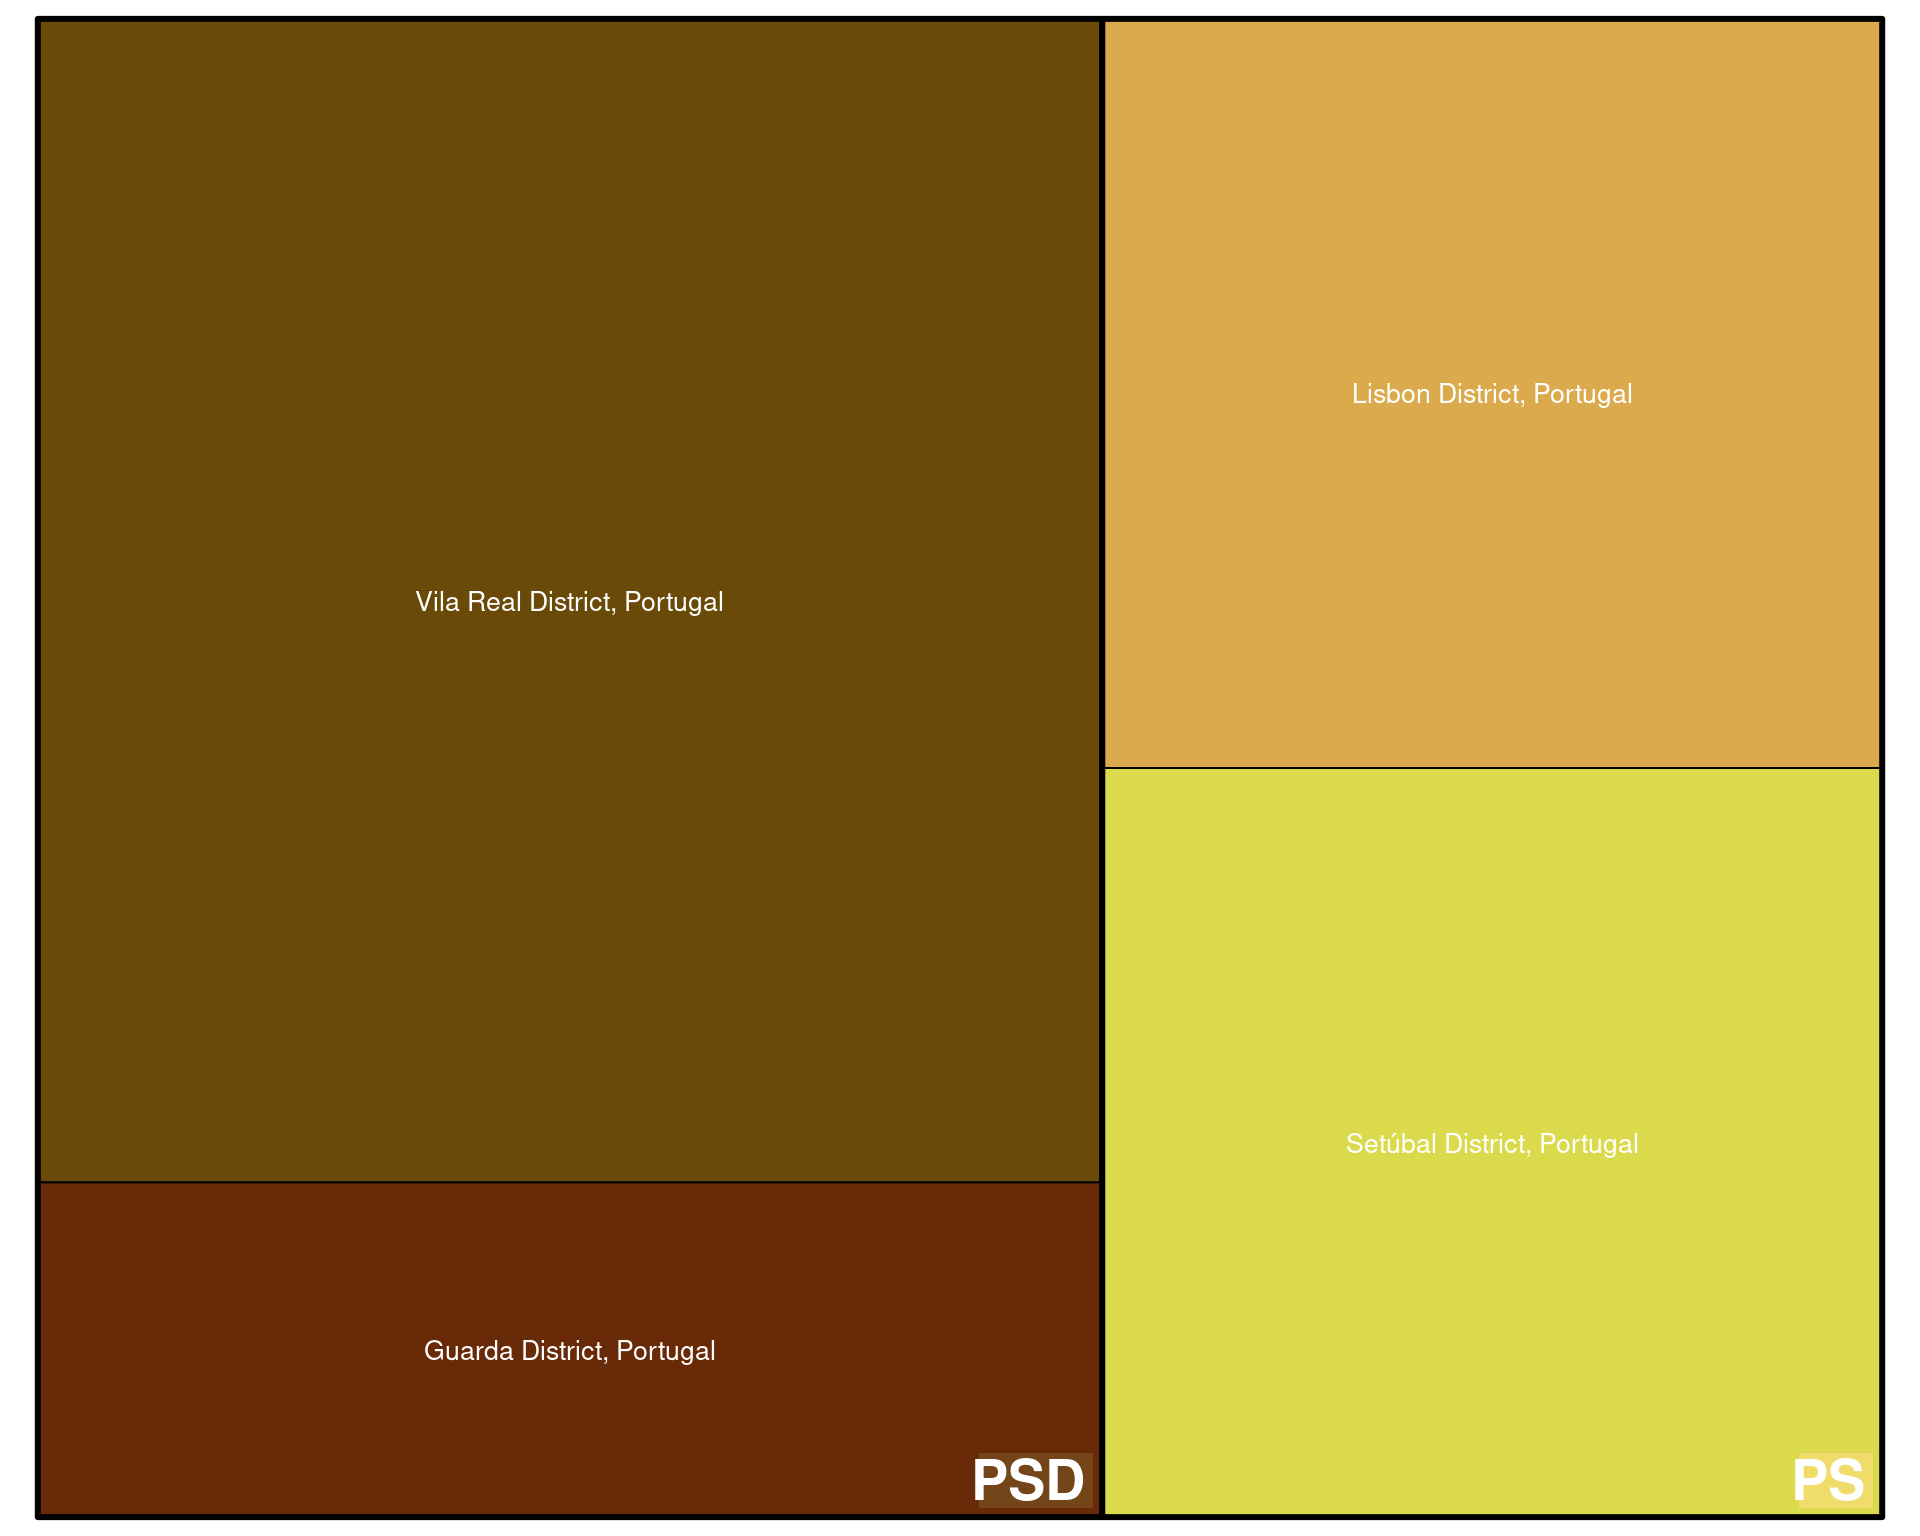 Vila Real District, Portugal
Guarda District, Portugal
PSD
Lisbon District, Portugal
Setúbal District, Portugal
PS